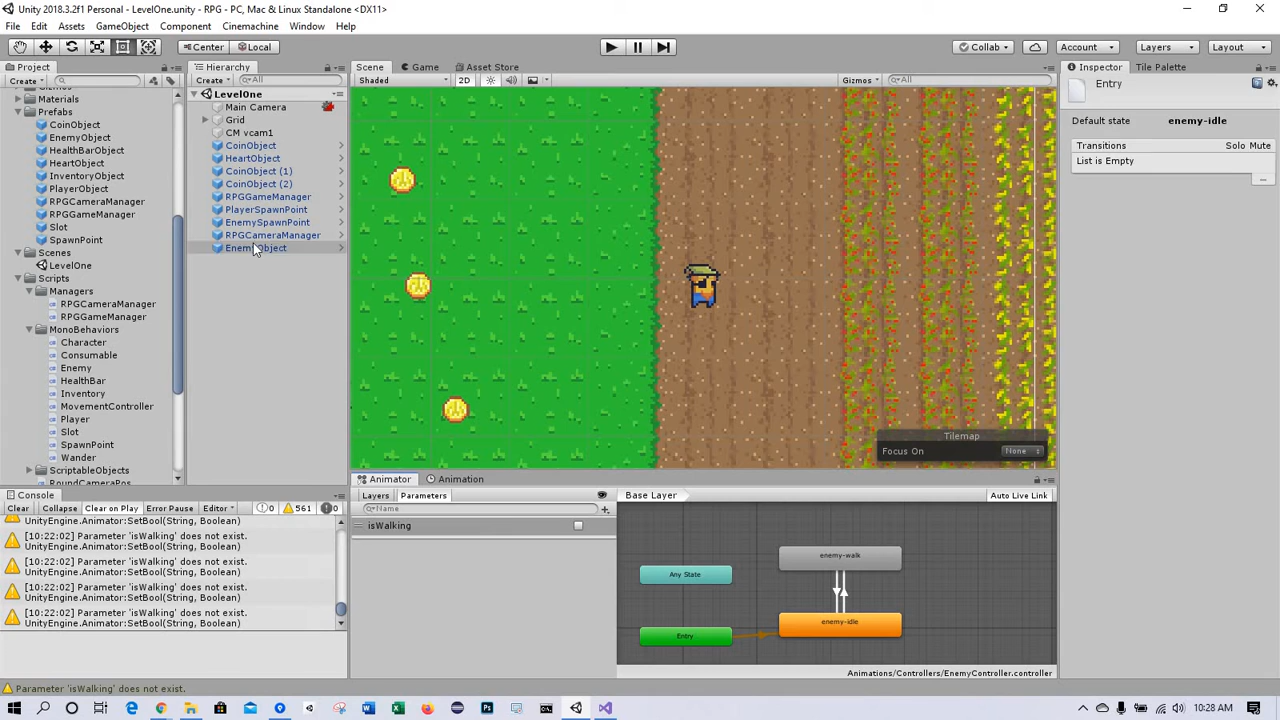 Unity 2018.3.2f1 Personal - LevelOne.unity - RPG - PC, Mac & Linux Standalone <DX11>
File Edit Assets GameObject Component Cinemachine Window Help
Center Local Collab Account Layers Layout
Project
Create
Gizmos
Materials
Prefabs
CoinObject
EnemyObject
HealthBarObject
HeartObject
InventoryObject
PlayerObject
RPGCameraManager
RPGGameManager
Slot
SpawnPoint
Scenes
LevelOne
Scripts
Managers
RPGCameraManager
RPGGameManager
MonoBehaviors
Character
Consumable
Enemy
HealthBar
Inventory
MovementController
Player
Slot
SpawnPoint
Wander
ScriptableObjects
RoundCameraPos
Hierarchy
Create All
LevelOne
Main Camera
Grid
CM vcam1
CoinObject
HeartObject
CoinObject (1)
CoinObject (2)
RPGGameManager
PlayerSpawnPoint
EnemySpawnPoint
RPGCameraManager
EnemyObject
Scene Game Asset Store
Shaded 2D Gizmos All
Tilemap
Focus On None
Inspector Tile Palette
Entry
Default state enemy-idle
Transitions Solo Mute
List is Empty
Console
Clear Collapse Clear on Play Error Pause Editor 0 561 0
UnityEngine.Animator:SetBool(String, Boolean)
[10:22:02] Parameter 'isWalking' does not exist.
UnityEngine.Animator:SetBool(String, Boolean)
[10:22:02] Parameter 'isWalking' does not exist.
UnityEngine.Animator:SetBool(String, Boolean)
[10:22:02] Parameter 'isWalking' does not exist.
UnityEngine.Animator:SetBool(String, Boolean)
[10:22:02] Parameter 'isWalking' does not exist.
UnityEngine.Animator:SetBool(String, Boolean)
Animator Animation
Layers Parameters Base Layer Auto Live Link
Name
isWalking
enemy-walk
Any State
enemy-idle
Entry
Animations/Controllers/EnemyController.controller
Parameter 'isWalking' does not exist.
10:28 AM